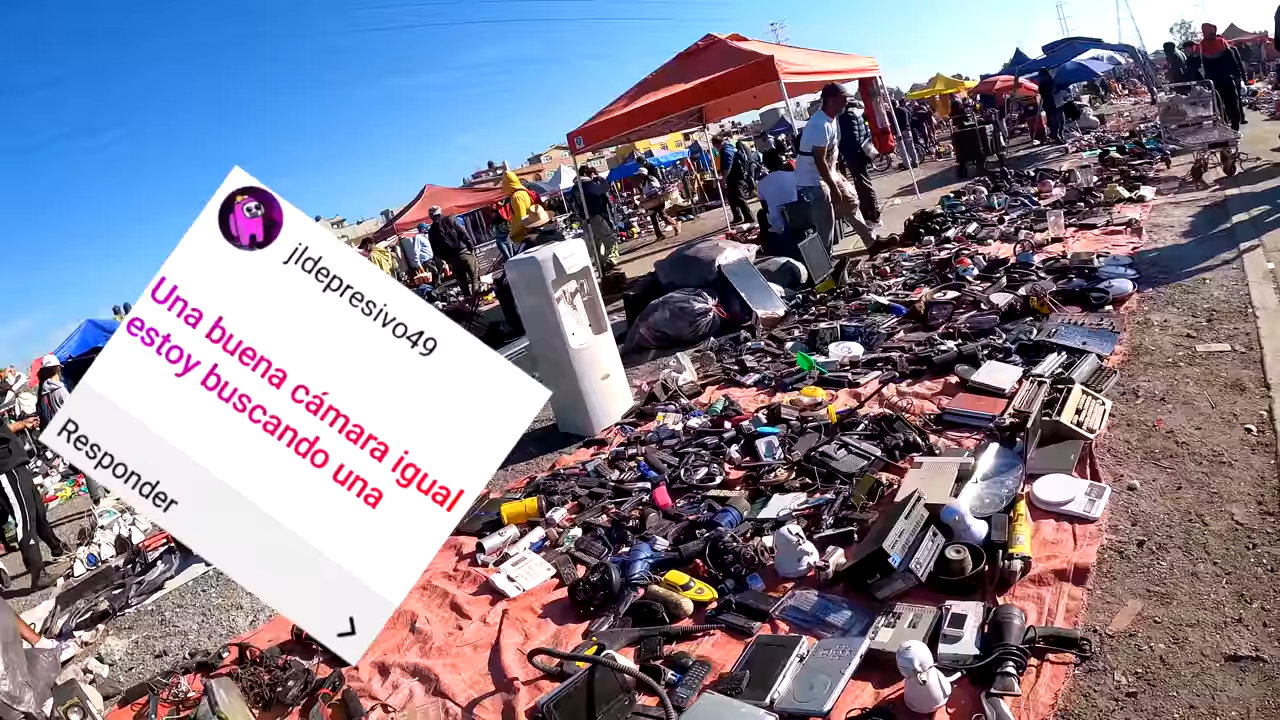 jldepresivo49
Una buena cámara igual
estoy buscando una
Responder